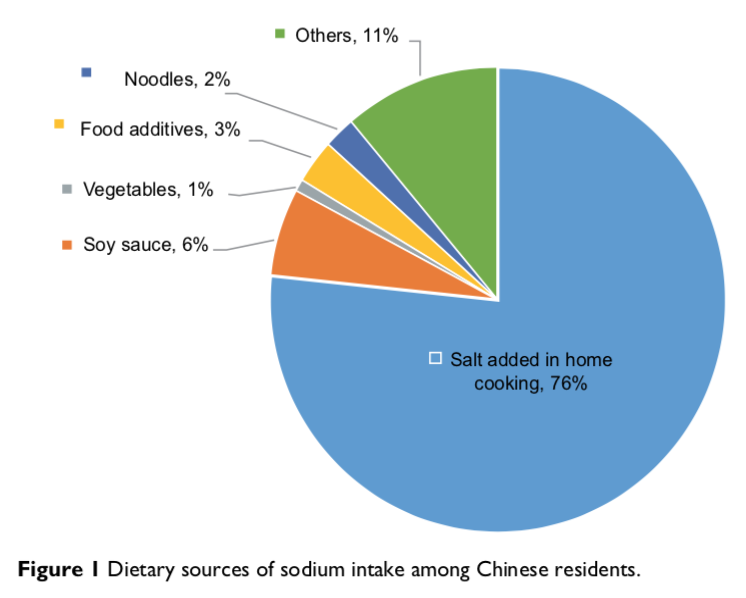 Others, 11%
Noodles, 2%
Food additives, 3%
Vegetables, 1%
Soy sauce, 6%
Salt added in home
cooking, 76%
Figure 1 Dietary sources of sodium intake among Chinese residents.